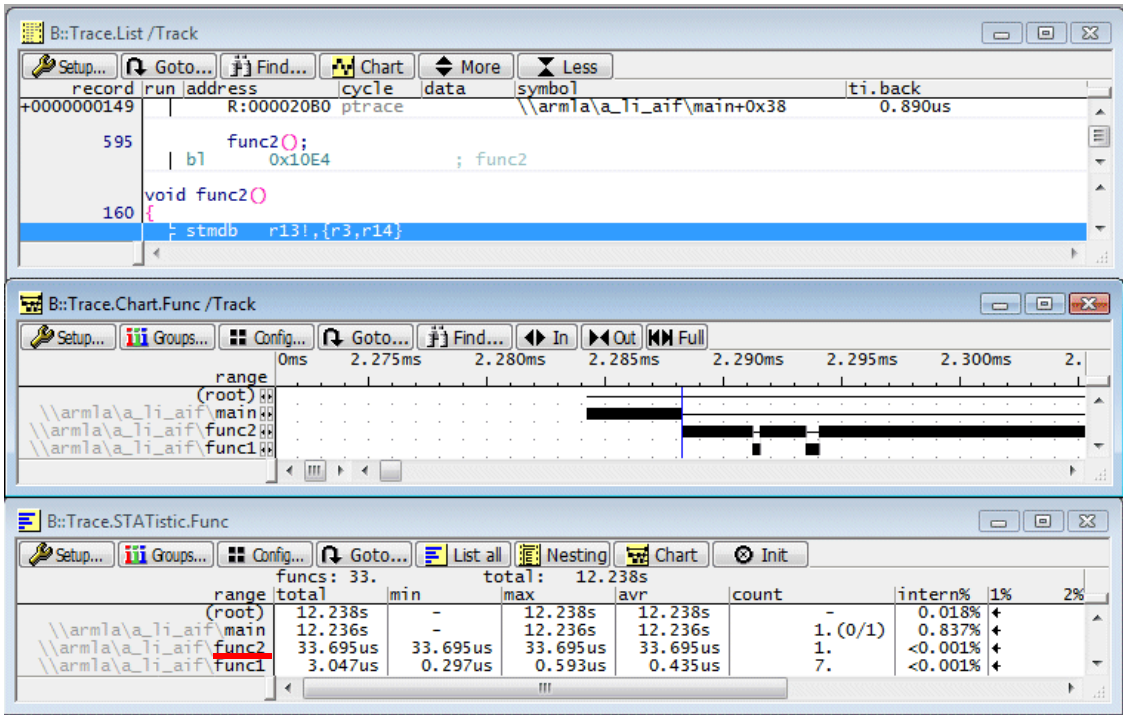 B::Trace.List /Track
Setup... Goto... Find... Chart More Less
record run address cycle data symbol ti.back
+0000000149 R:000020B0 ptrace \\armla\a_li_aif\main+0x38 0.890us
595 func2();
bl 0x10E4 ; func2
void func2()
160 {
stmdb r13!,{r3,r14}
B::Trace.Chart.Func /Track
Setup... Groups... Config... Goto... Find... In Out Full
0ms 2.275ms 2.280ms 2.285ms 2.290ms 2.295ms 2.300ms 2.
range
(root)
\\armla\a_li_aif\main
\\armla\a_li_aif\func2
\\armla\a_li_aif\func1
B::Trace.STATistic.Func
Setup... Groups... Config... Goto... List all Nesting Chart Init
funcs: 33. total: 12.238s
range total min max avr count intern% 1% 2%
(root) 12.238s - 12.238s 12.238s - 0.018%
\\armla\a_li_aif\main 12.236s - 12.236s 12.236s 1.(0/1) 0.837%
\\armla\a_li_aif\func2 33.695us 33.695us 33.695us 33.695us 1. <0.001%
\\armla\a_li_aif\func1 3.047us 0.297us 0.593us 0.435us 7. <0.001%